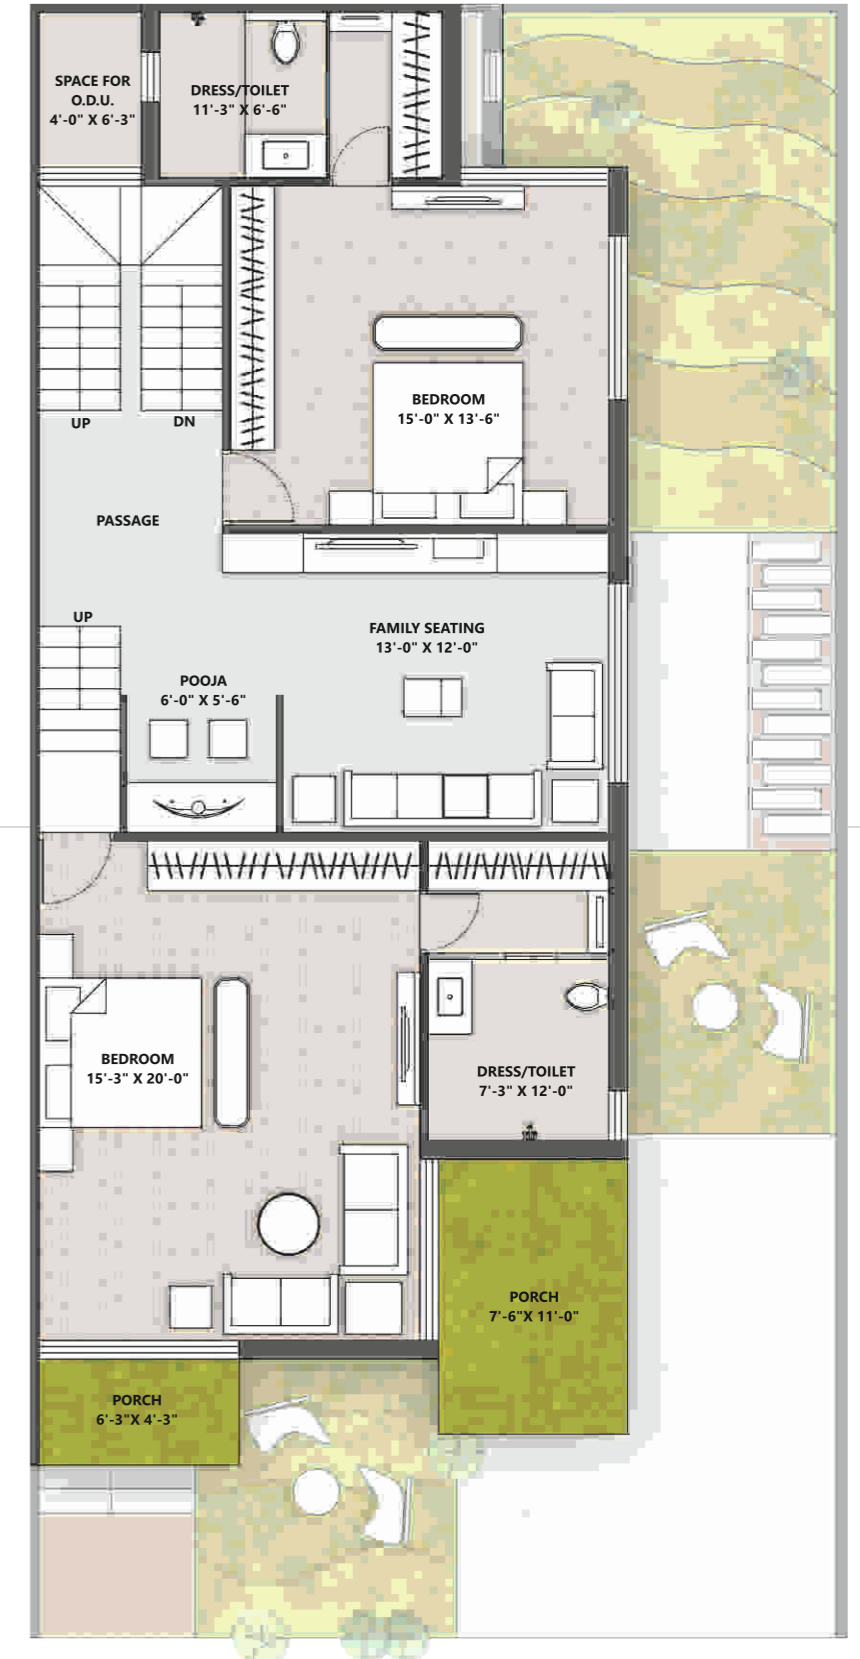 SPACE FOR
O.D.U.
4'-0" X 6'-3"
DRESS/TOILET
11'-3" X 6'-6"
BEDROOM
15'-0" X 13'-6"
UP
DN
PASSAGE
UP
FAMILY SEATING
13'-0" X 12'-0"
POOJA
6'-0" X 5'-6"
BEDROOM
15'-3" X 20'-0"
DRESS/TOILET
7'-3" X 12'-0"
PORCH
7'-6"X 11'-0"
PORCH
6'-3"X 4'-3"